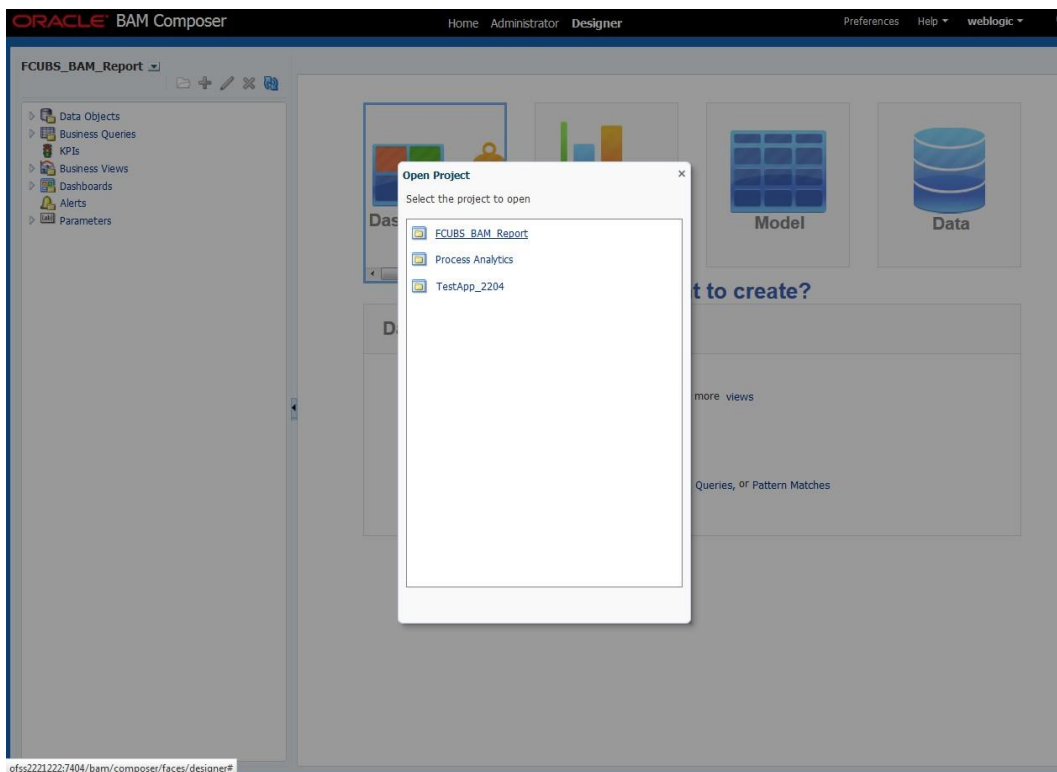 ORACLE BAM Composer
Home Administrator Designer
Preferences Help weblogic
FCUBS_BAM_Report
Data Objects
Business Queries
KPIs
Business Views
Dashboards
Alerts
Parameters
Das
Model
Data
t to create?
D
more views
Queries, or Pattern Matches
Open Project
Select the project to open
FCUBS_BAM_Report
Process Analytics
TestApp_2204
ofss2221222:7404/bam/composer/faces/designer#